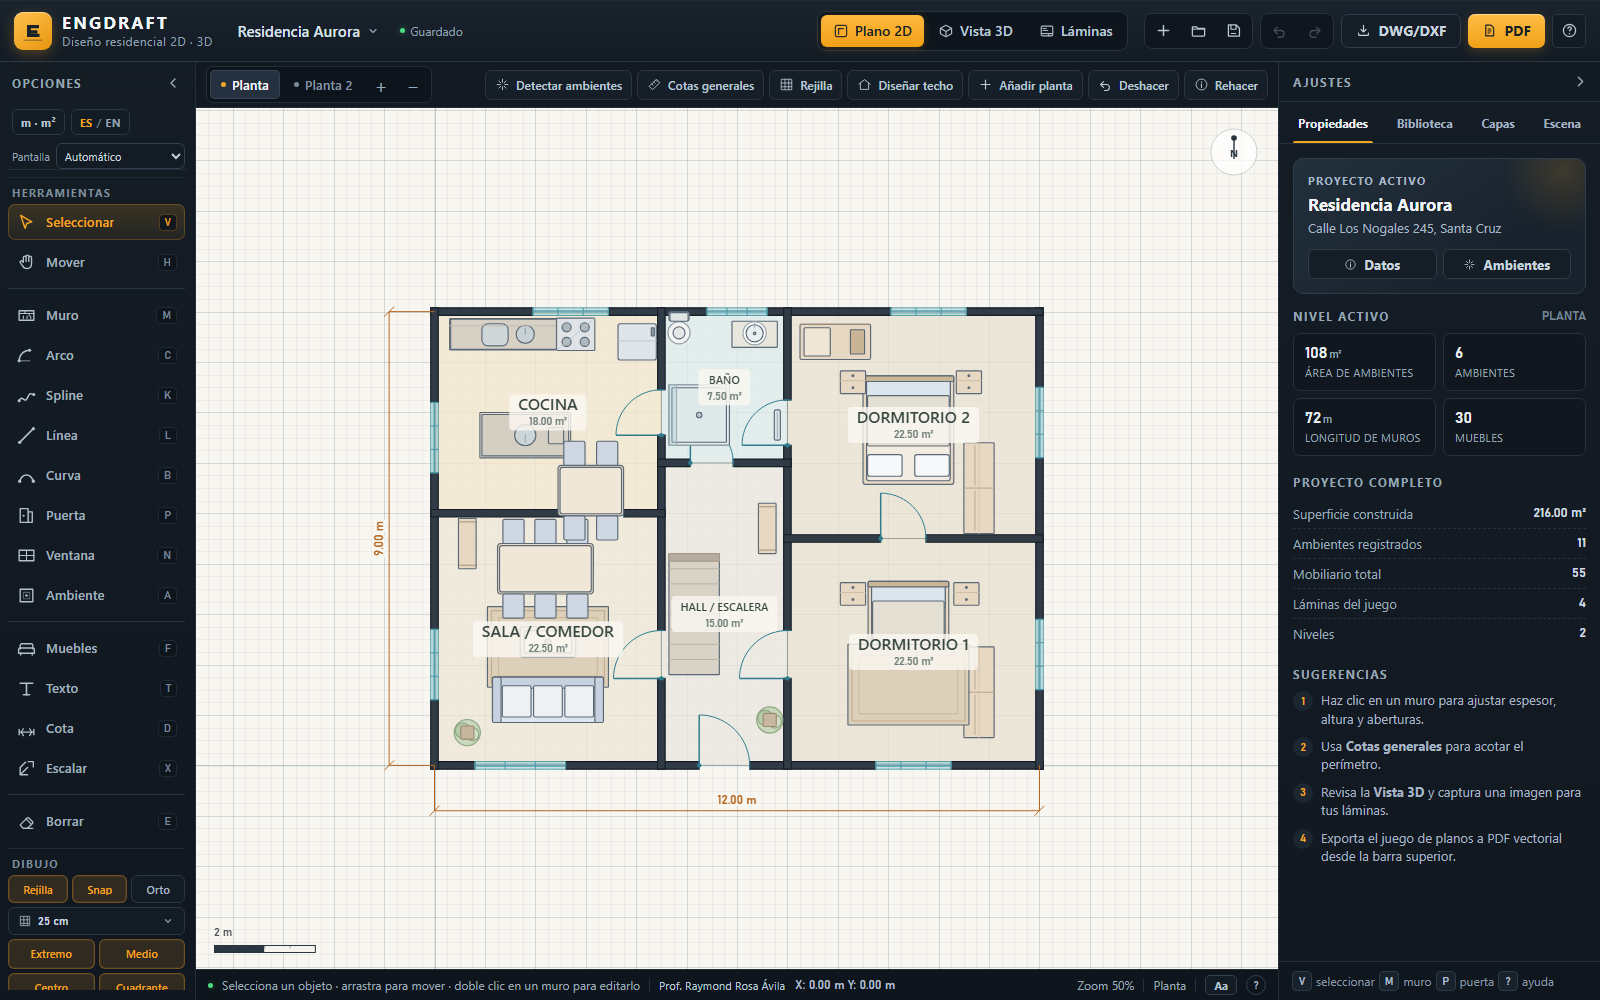 E
ENGDRAFT
Diseño residencial 2D · 3D
Residencia Aurora
Guardado
Plano 2D
Vista 3D
Láminas
DWG/DXF
PDF
OPCIONES
m · m²
ES / EN
Pantalla
Automático
HERRAMIENTAS
Seleccionar V
Mover H
Muro M
Arco C
Spline K
Línea L
Curva B
Puerta P
Ventana N
Ambiente A
Muebles F
Texto T
Cota D
Escalar X
Borrar E
DIBUJO
Rejilla Snap Orto
25 cm
Extremo Medio
Centro Cuadrante
Planta
Planta 2
+ −
Detectar ambientes
Cotas generales
Rejilla
Diseñar techo
Añadir planta
Deshacer
Rehacer
N
COCINA
18.00 m²
BAÑO
7.50 m²
DORMITORIO 2
22.50 m²
HALL / ESCALERA
15.00 m²
SALA / COMEDOR
22.50 m²
DORMITORIO 1
22.50 m²
9.00 m
12.00 m
2 m
Selecciona un objeto · arrastra para mover · doble clic en un muro para editarlo
Prof. Raymond Rosa Ávila
X: 0.00 m Y: 0.00 m
Zoom 50%
Planta
Aa
?
AJUSTES
Propiedades
Biblioteca
Capas
Escena
PROYECTO ACTIVO
Residencia Aurora
Calle Los Nogales 245, Santa Cruz
Datos
Ambientes
NIVEL ACTIVO PLANTA
108 m²
ÁREA DE AMBIENTES
6
AMBIENTES
72 m
LONGITUD DE MUROS
30
MUEBLES
PROYECTO COMPLETO
Superficie construida 216.00 m²
Ambientes registrados 11
Mobiliario total 55
Láminas del juego 4
Niveles 2
SUGERENCIAS
1 Haz clic en un muro para ajustar espesor,
altura y aberturas.
2 Usa Cotas generales para acotar el
perímetro.
3 Revisa la Vista 3D y captura una imagen para
tus láminas.
4 Exporta el juego de planos a PDF vectorial
desde la barra superior.
V seleccionar M muro P puerta ? ayuda